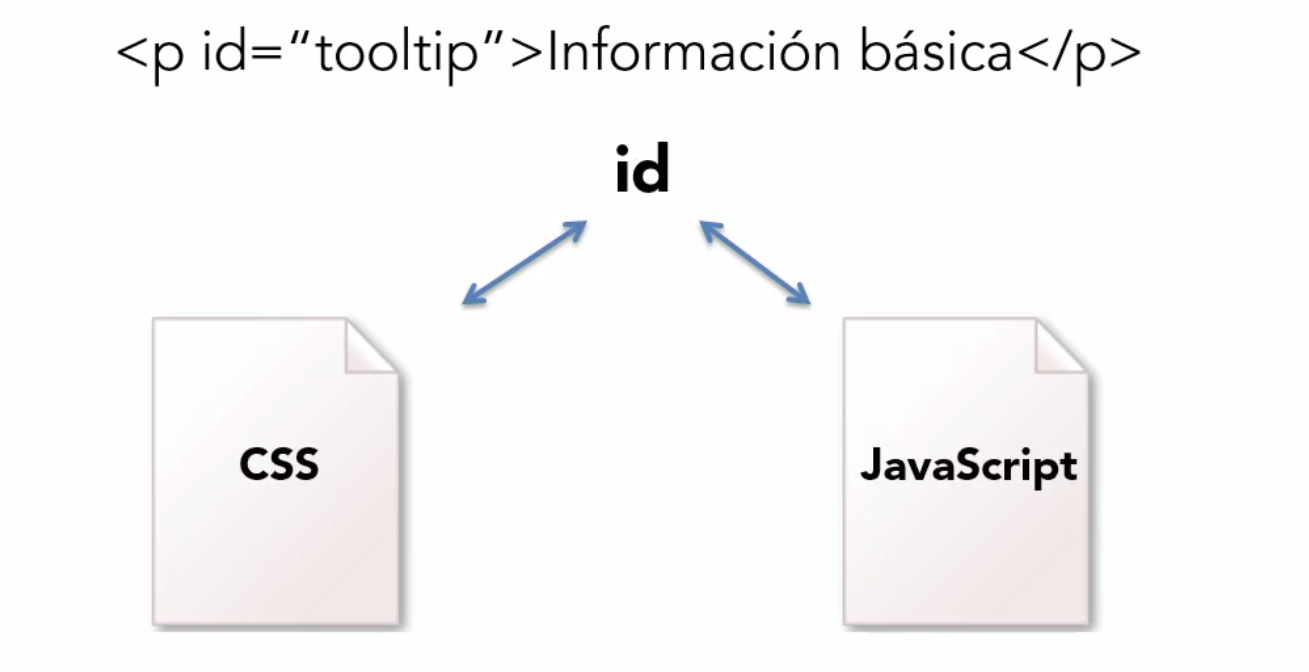 <p id=“tooltip”>Información básica</p>
id
CSS
JavaScript